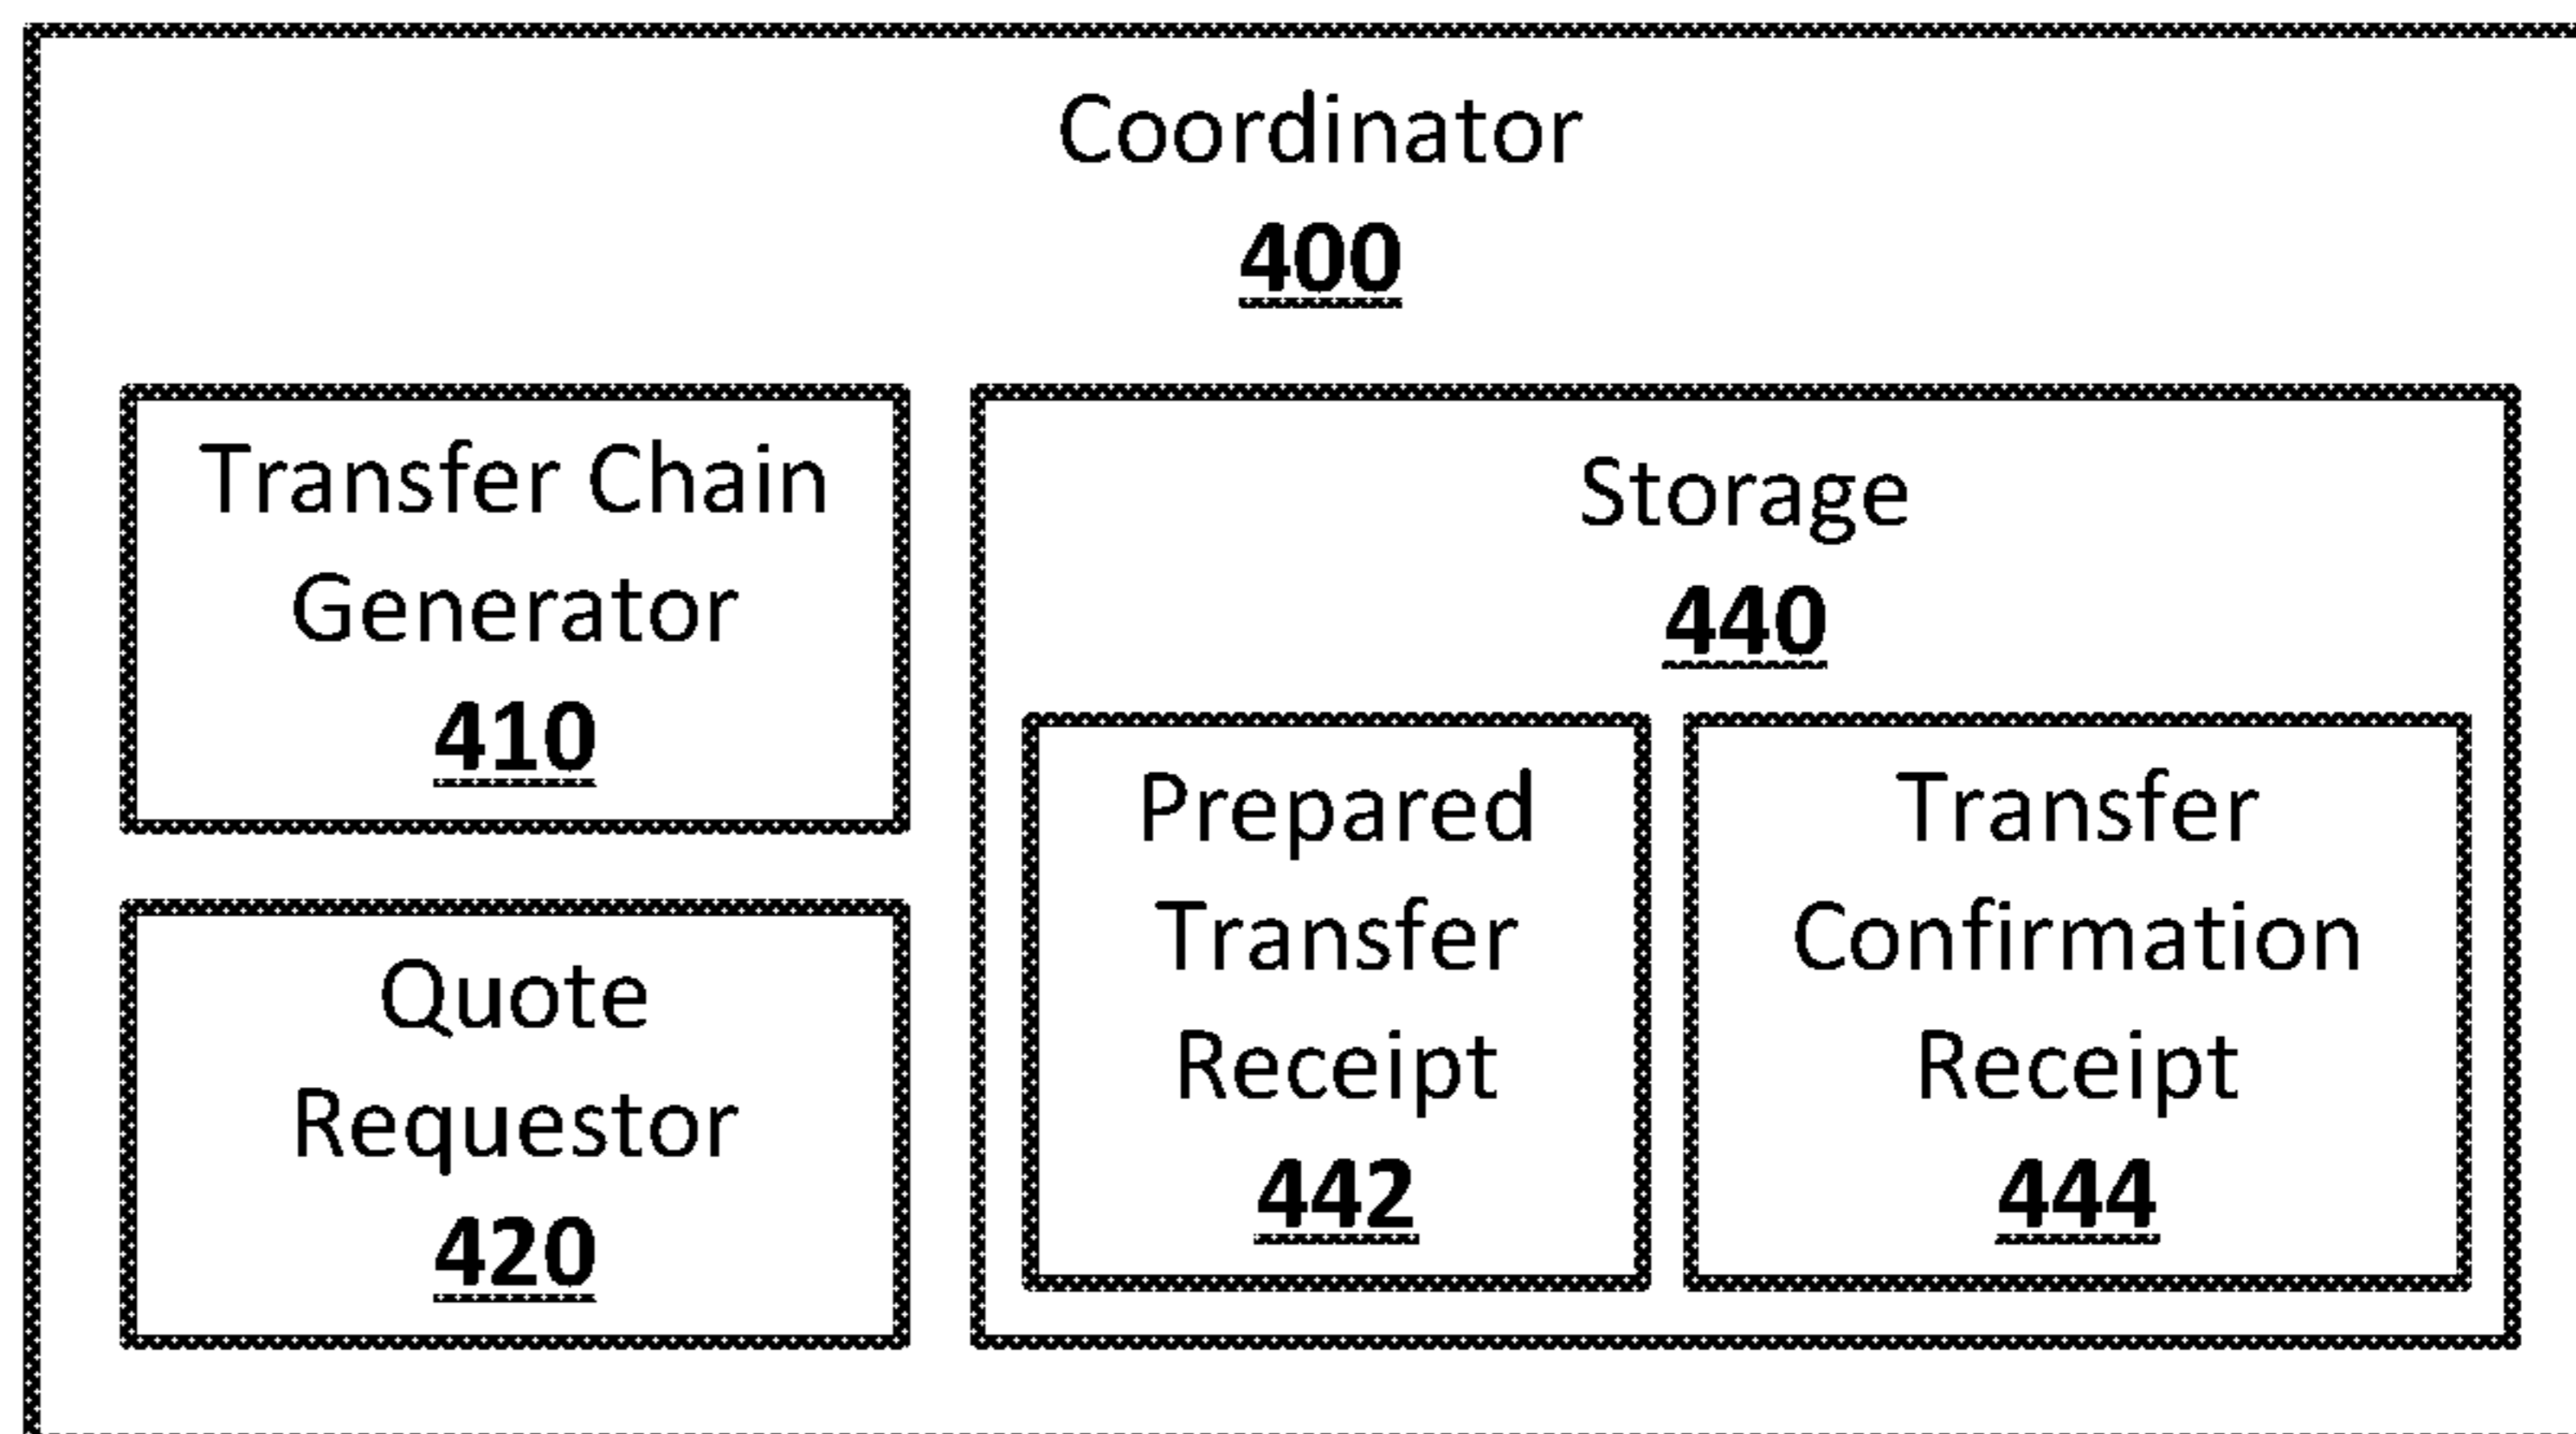 Coordinator
400
Transfer Chain
Generator
410
Quote
Requestor
420
Storage
440
Prepared
Transfer
Receipt
442
Transfer
Confirmation
Receipt
444